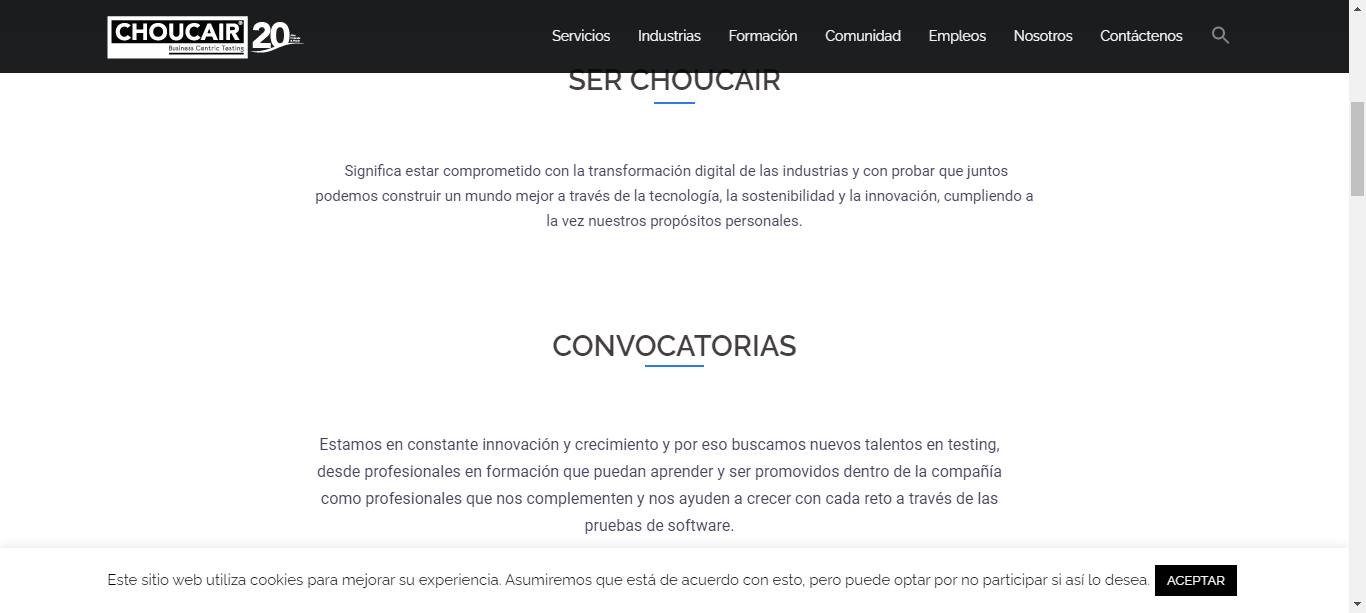 CHOUCAIR
Business Centric Testing
20
Servicios
Industrias
Formación
Comunidad
Empleos
Nosotros
Contáctenos
SER CHOUCAIR
Significa estar comprometido con la transformación digital de las industrias y con probar que juntos
podemos construir un mundo mejor a través de la tecnología, la sostenibilidad y la innovación, cumpliendo a
la vez nuestros propósitos personales.
CONVOCATORIAS
Estamos en constante innovación y crecimiento y por eso buscamos nuevos talentos en testing,
desde profesionales en formación que puedan aprender y ser promovidos dentro de la compañía
como profesionales que nos complementen y nos ayuden a crecer con cada reto a través de las
pruebas de software.
Este sitio web utiliza cookies para mejorar su experiencia. Asumiremos que está de acuerdo con esto, pero puede optar por no participar si así lo desea.
ACEPTAR